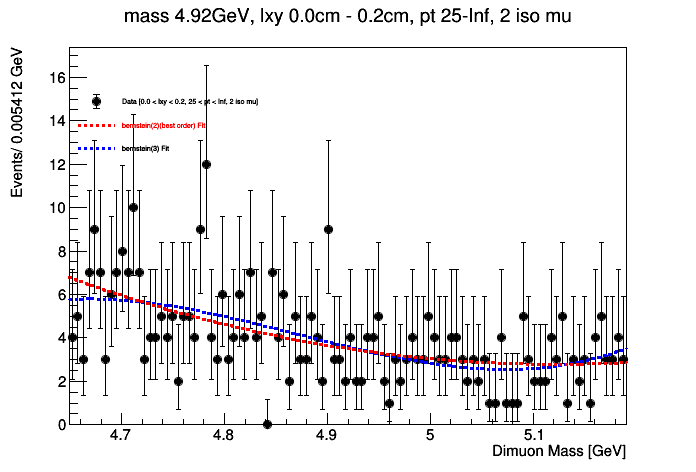 mass 4.92GeV, lxy 0.0cm - 0.2cm, pt 25-Inf, 2 iso mu
Events/ 0.005412 GeV
16
14
12
10
8
6
4
2
0
Data [0.0 < lxy < 0.2, 25 < pt < Inf, 2 iso mu]
bernstein(2)(best order) Fit
bernstein(3) Fit
4.7 4.8 4.9 5 5.1
Dimuon Mass [GeV]